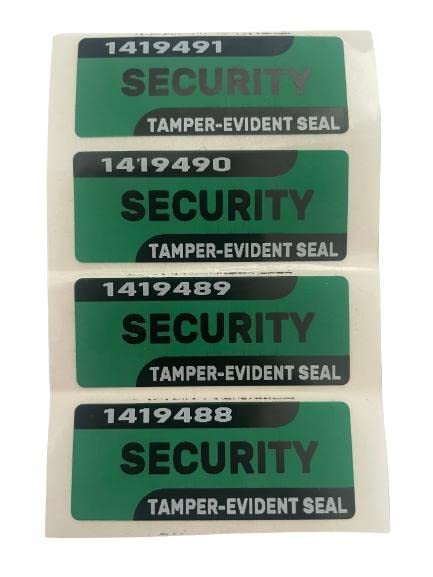 1419491
SECURITY
TAMPER-EVIDENT SEAL
1419490
SECURITY
TAMPER-EVIDENT SEAL
1419489
SECURITY
TAMPER-EVIDENT SEAL
1419488
SECURITY
TAMPER-EVIDENT SEAL